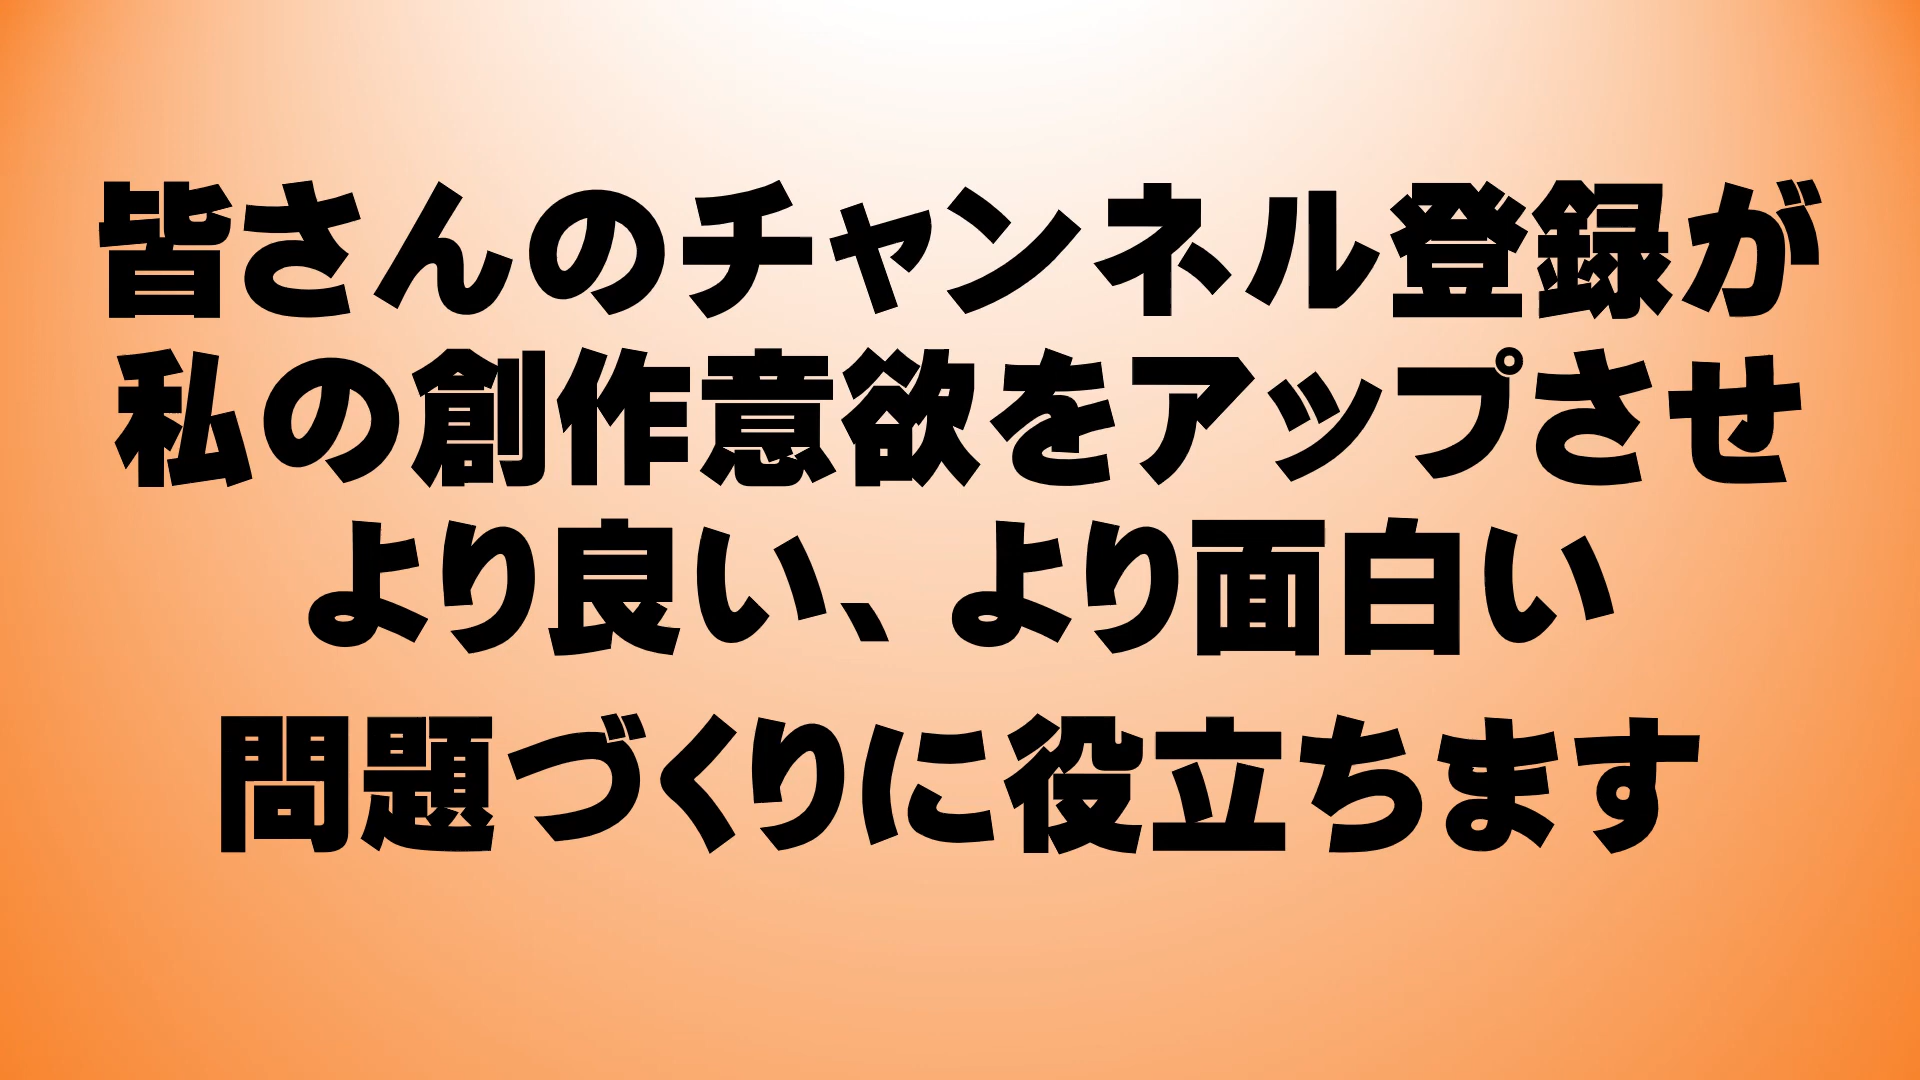 皆さんのチャンネル登録が
私の創作意欲をアップさせ
より良い、より面白い
問題づくりに役立ちます